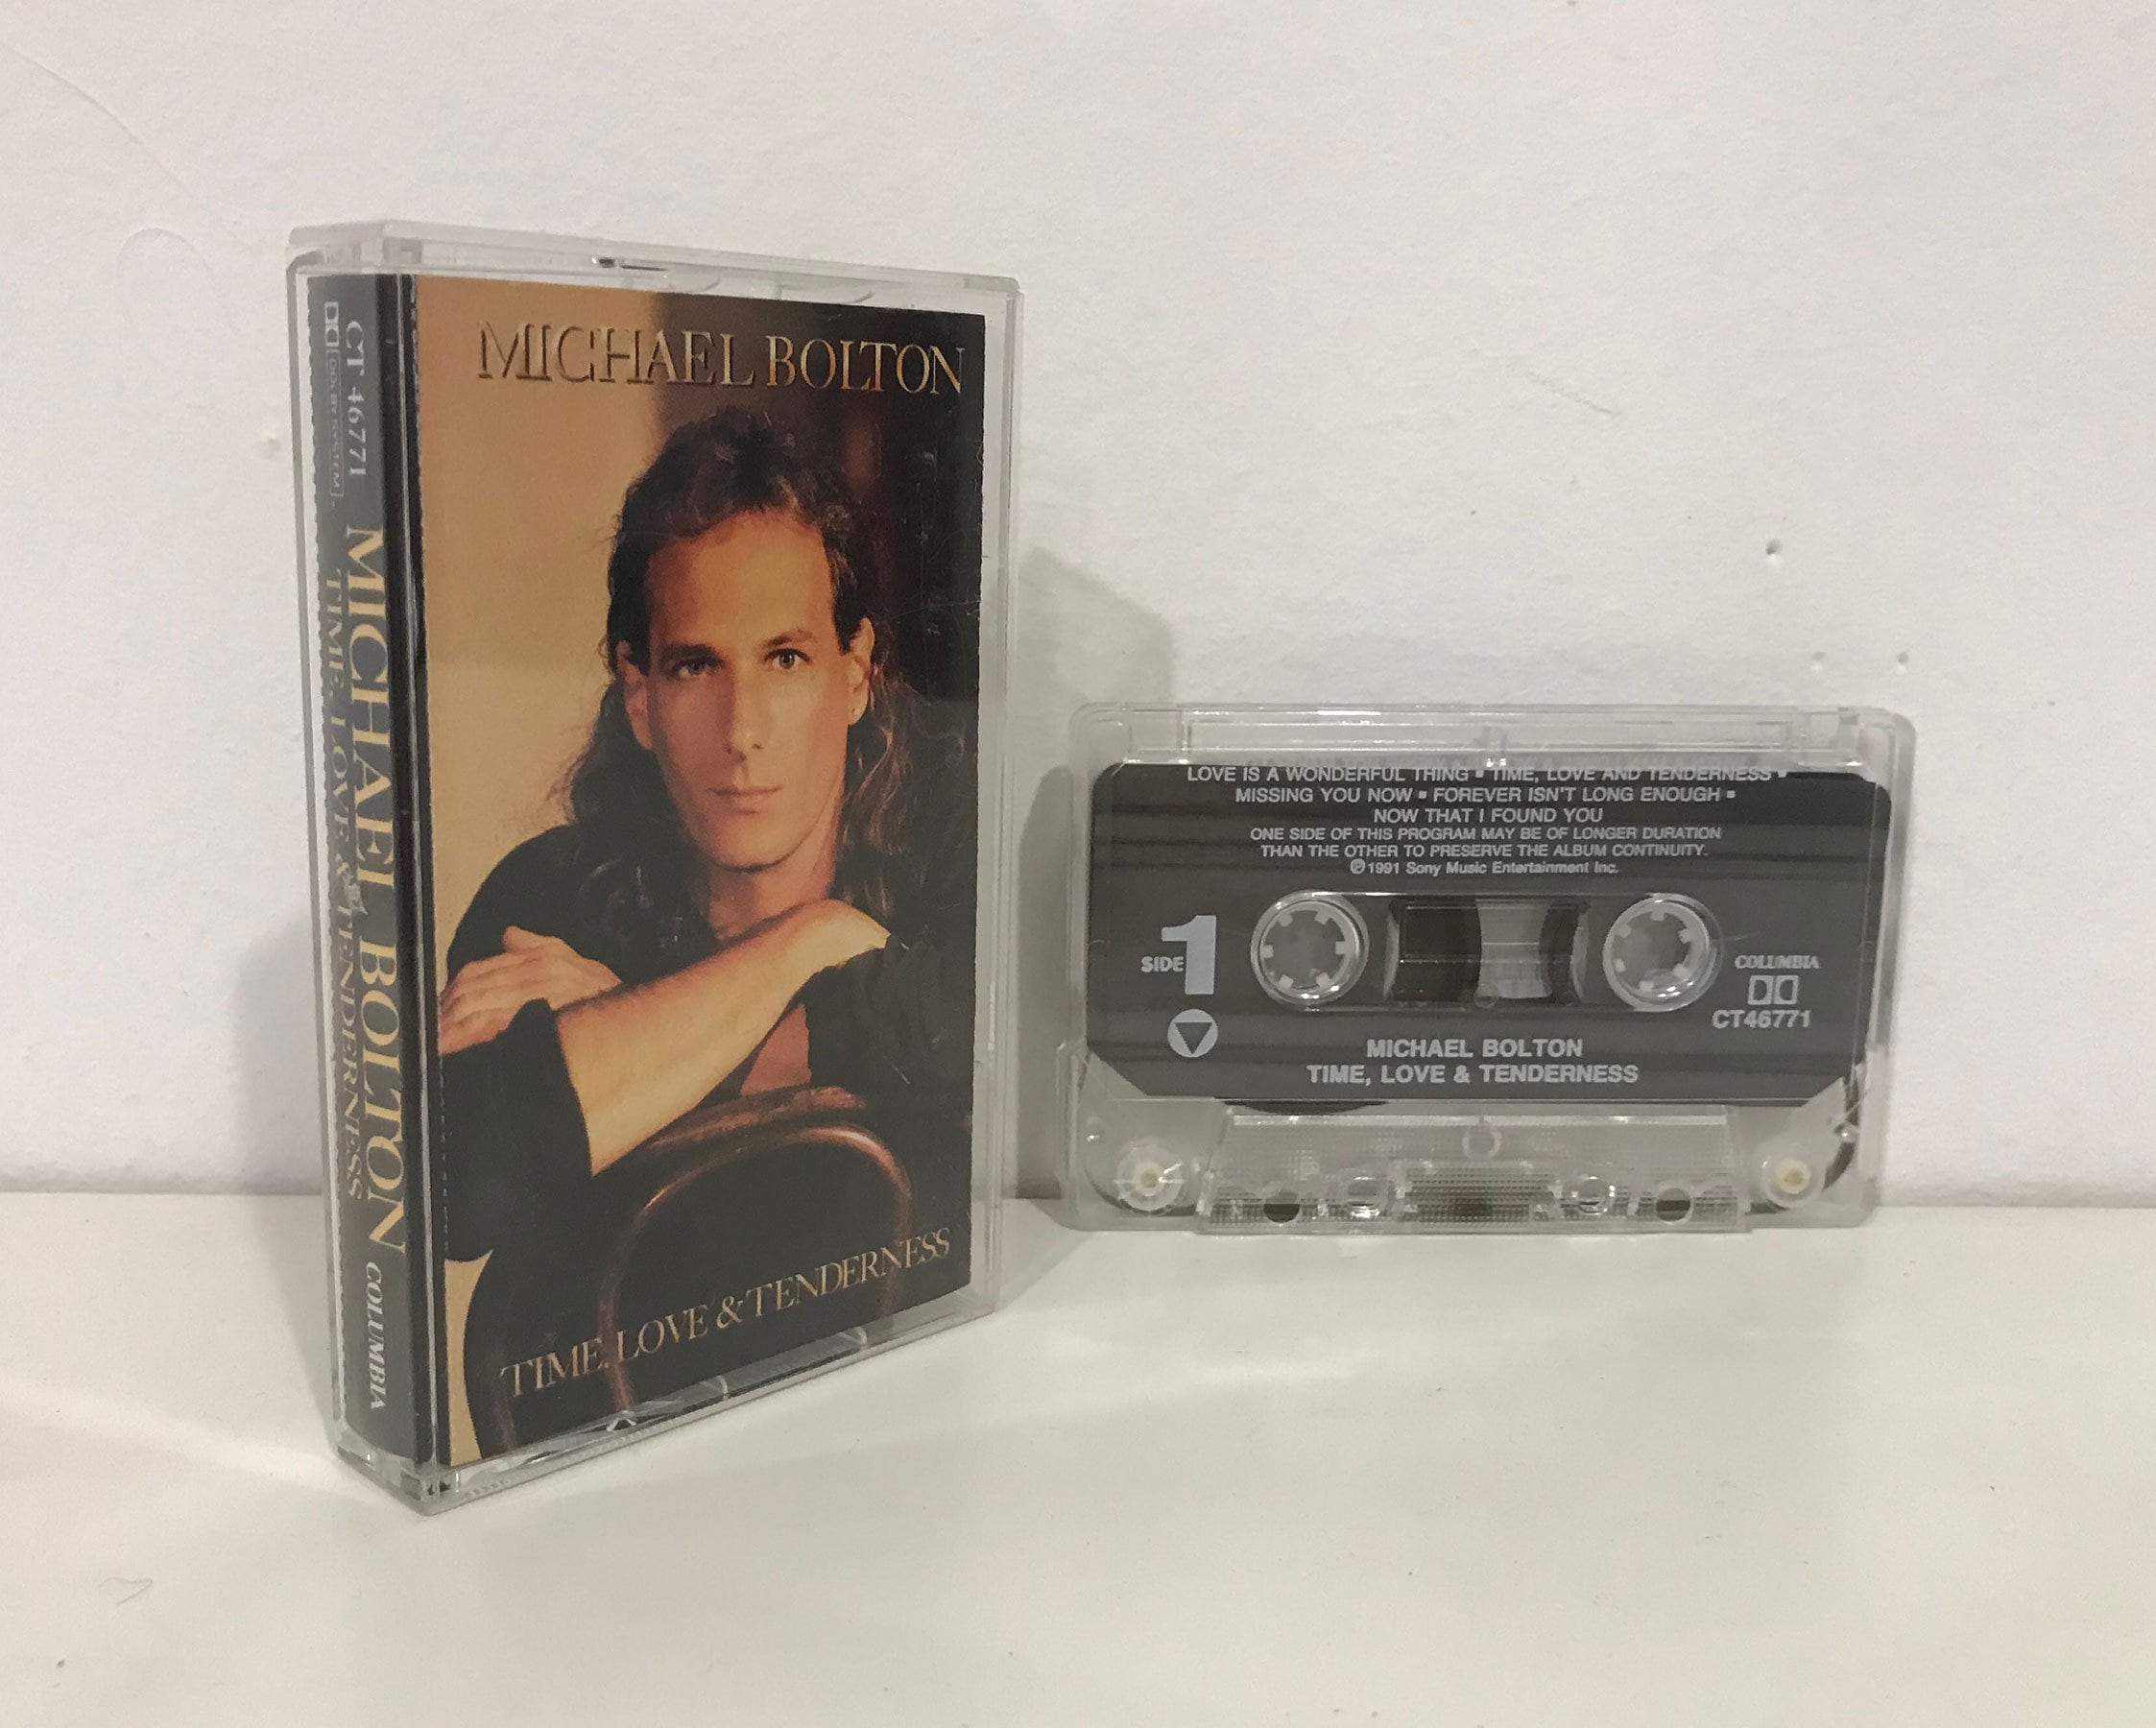 CT 46771
DOLBY SYSTEM
MICHAEL BOLTON
TIME, LOVE & TENDERNESS
COLUMBIA
MICHAEL BOLTON
TIME, LOVE & TENDERNESS
LOVE IS A WONDERFUL THING ▪ TIME, LOVE AND TENDERNESS ▪
MISSING YOU NOW ▪ FOREVER ISN'T LONG ENOUGH ▪
NOW THAT I FOUND YOU
ONE SIDE OF THIS PROGRAM MAY BE OF LONGER DURATION
THAN THE OTHER TO PRESERVE THE ALBUM CONTINUITY.
℗1991 Sony Music Entertainment Inc.
SIDE 1
COLUMBIA
CT46771
MICHAEL BOLTON
TIME, LOVE & TENDERNESS